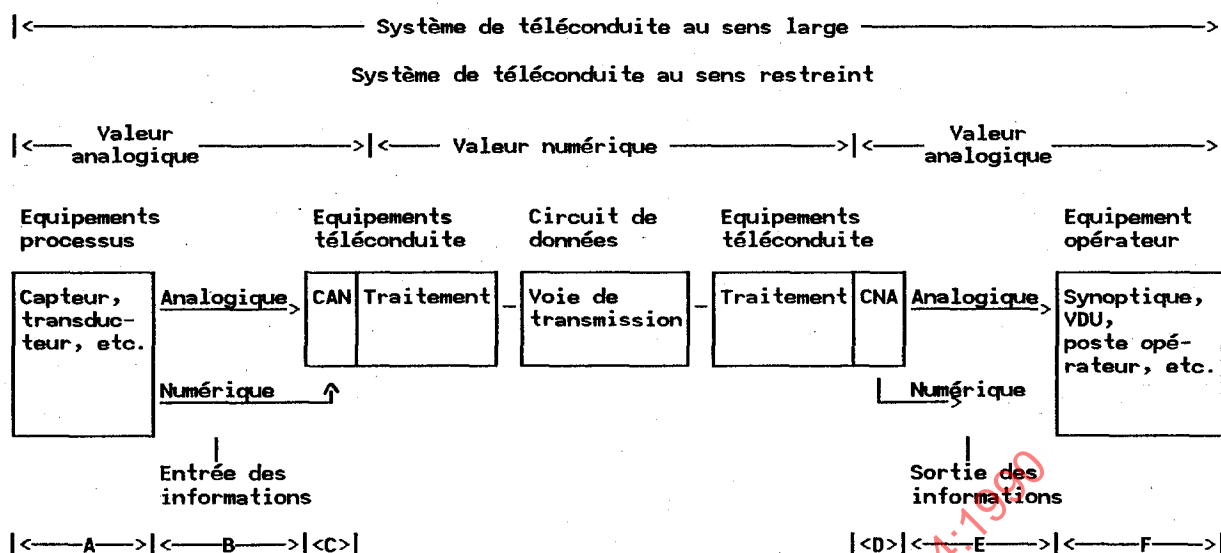 Système de téléconduite au sens large
Système de téléconduite au sens restreint
Valeur analogique
Valeur numérique
Valeur analogique
Equipements processus
Equipements téléconduite
Circuit de données
Equipements téléconduite
Equipement opérateur
Capteur,
transduc-
teur, etc.
Analogique
Numérique
CAN
Traitement
Voie de
transmission
Traitement
CNA
Analogique
Numérique
Synoptique,
VDU,
poste opé-
rateur, etc.
Entrée des
informations
Sortie des
informations
A B C D E F
4:1990